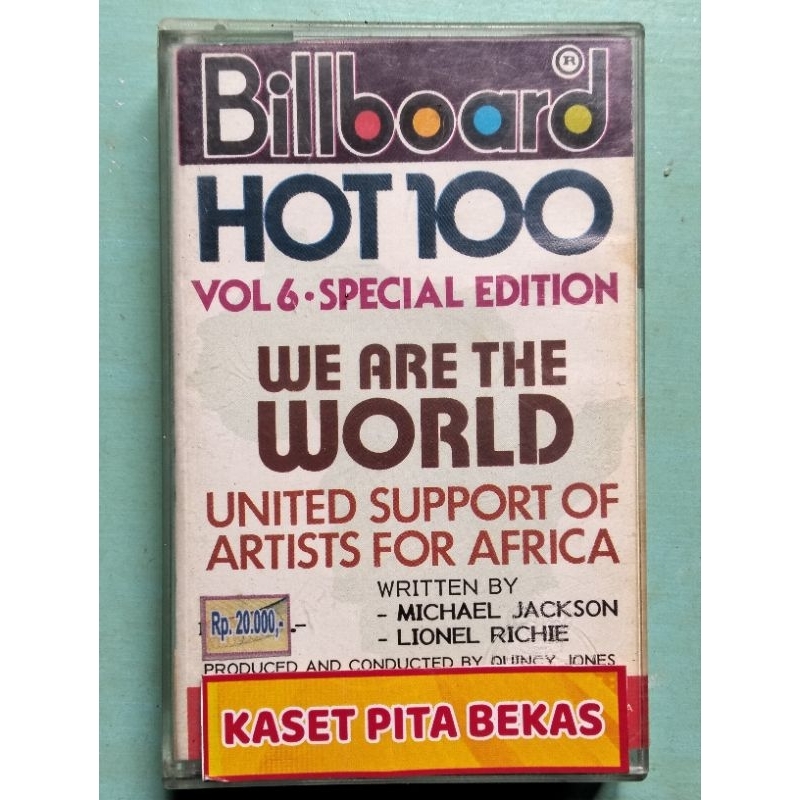 Billboard®
HOT 100
VOL 6 • SPECIAL EDITION
WE ARE THE
WORLD
UNITED SUPPORT OF
ARTISTS FOR AFRICA
WRITTEN BY
- MICHAEL JACKSON
- LIONEL RICHIE
Rp. 20.000,-
PRODUCED AND CONDUCTED BY QUINCY JONES
KASET PITA BEKAS